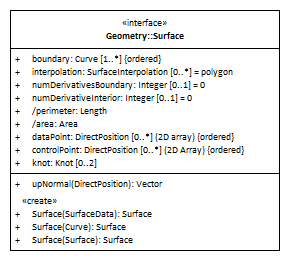 «interface»
Geometry::Surface
+ boundary: Curve [1..*] {ordered}
+ interpolation: SurfaceInterpolation [0..*] = polygon
+ numDerivativesBoundary: Integer [0..1] = 0
+ numDerivativeInterior: Integer [0..1] = 0
+ /perimeter: Length
+ /area: Area
+ dataPoint: DirectPosition [0..*] (2D array) {ordered}
+ controlPoint: DirectPosition [0..*] (2D Array) {ordered}
+ knot: Knot [0..2]
+ upNormal(DirectPosition): Vector
«create»
+ Surface(SurfaceData): Surface
+ Surface(Curve): Surface
+ Surface(Surface): Surface